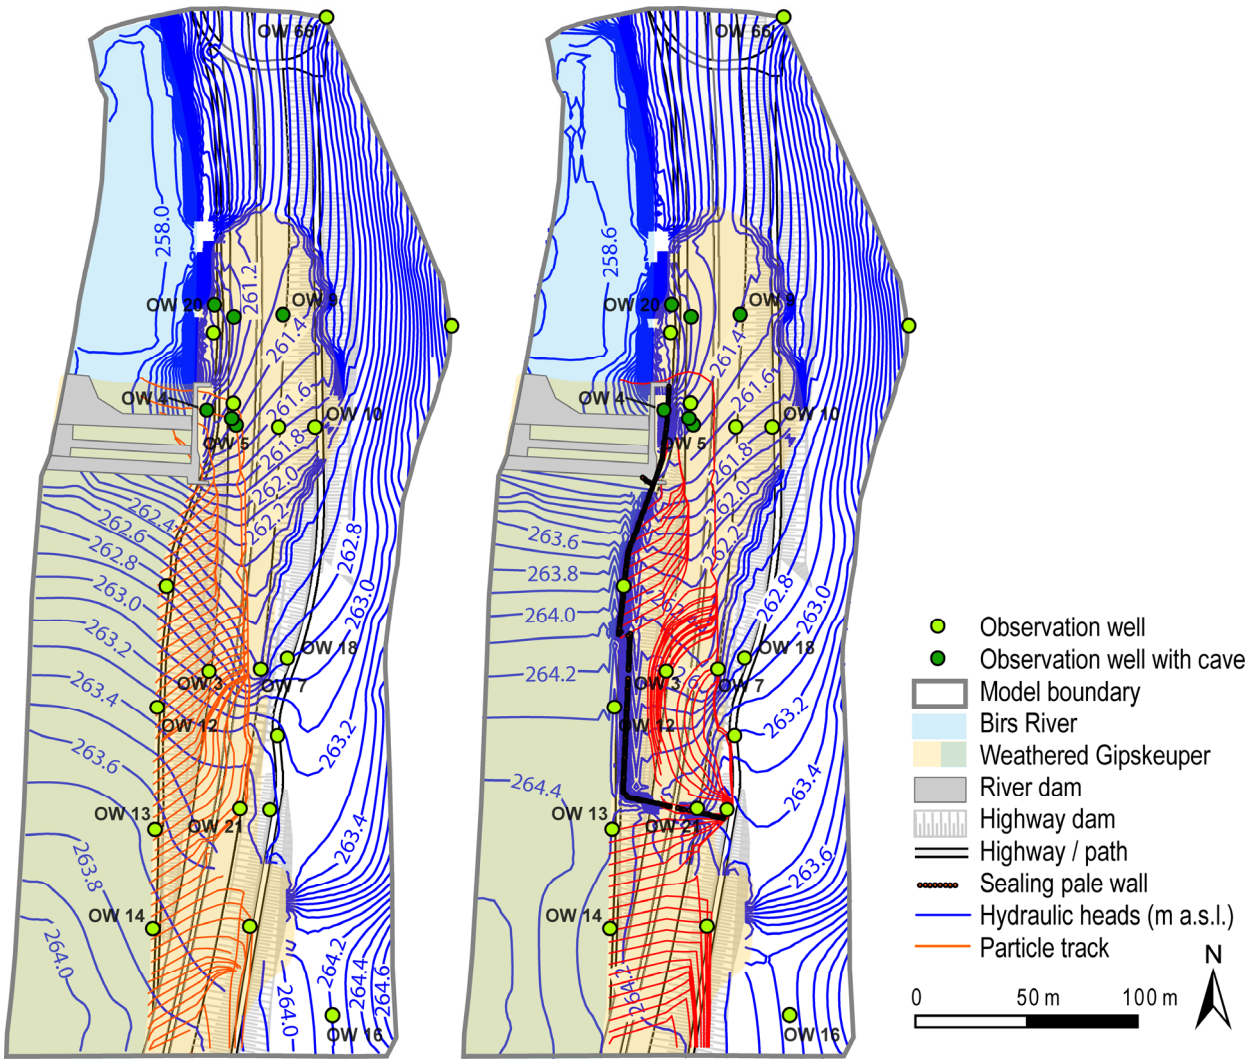 OW 66
258.0
261.2
OW 20
OW 9
261.4
OW 4
261.6
OW 10
OW 5
261.8
262.0
262.2
262.4
262.6
262.8
262.8
263.0
263.0
263.2
OW 18
OW 3
OW 7
263.4
OW 12
263.2
263.6
OW 13
OW 21
263.4
263.8
OW 14
264.0
264.2
264.4
264.6
264.0
OW 16
OW 66
258.6
OW 20
OW 9
261.4
261.6
OW 4
OW 10
OW 5
261.8
262.0
263.6
262.2
263.8
262.8
264.0
263.0
OW 18
264.2
OW 3
OW 7
OW 12
263.2
264.4
263.4
OW 13
OW 21
263.6
OW 14
264.2
OW 16
Observation well
Observation well with cave
Model boundary
Birs River
Weathered Gipskeuper
River dam
Highway dam
Highway / path
Sealing pale wall
Hydraulic heads (m a.s.l.)
Particle track
N
0 50 m 100 m